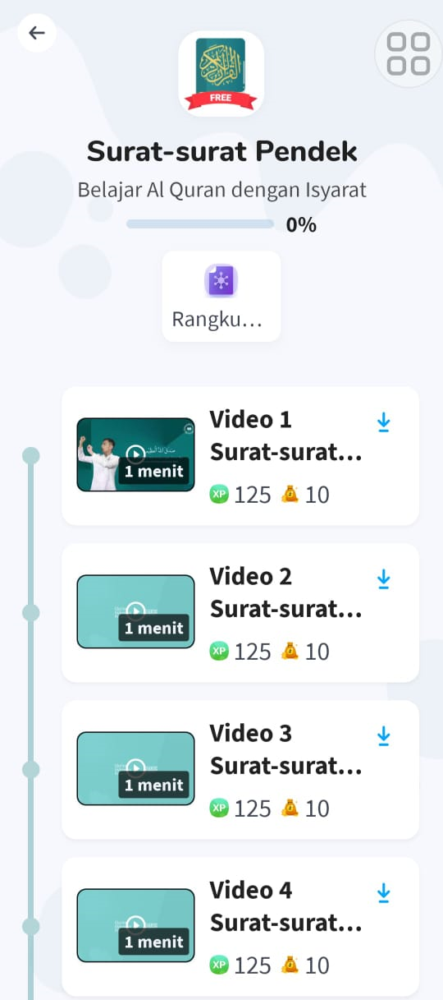 FREE
Surat-surat Pendek
Belajar Al Quran dengan Isyarat
0%
Rangku...
Video 1
Surat-surat...
1 menit
XP 125 10
Video 2
Surat-surat...
1 menit
XP 125 10
Video 3
Surat-surat...
1 menit
XP 125 10
Video 4
Surat-surat...
1 menit
XP 125 10